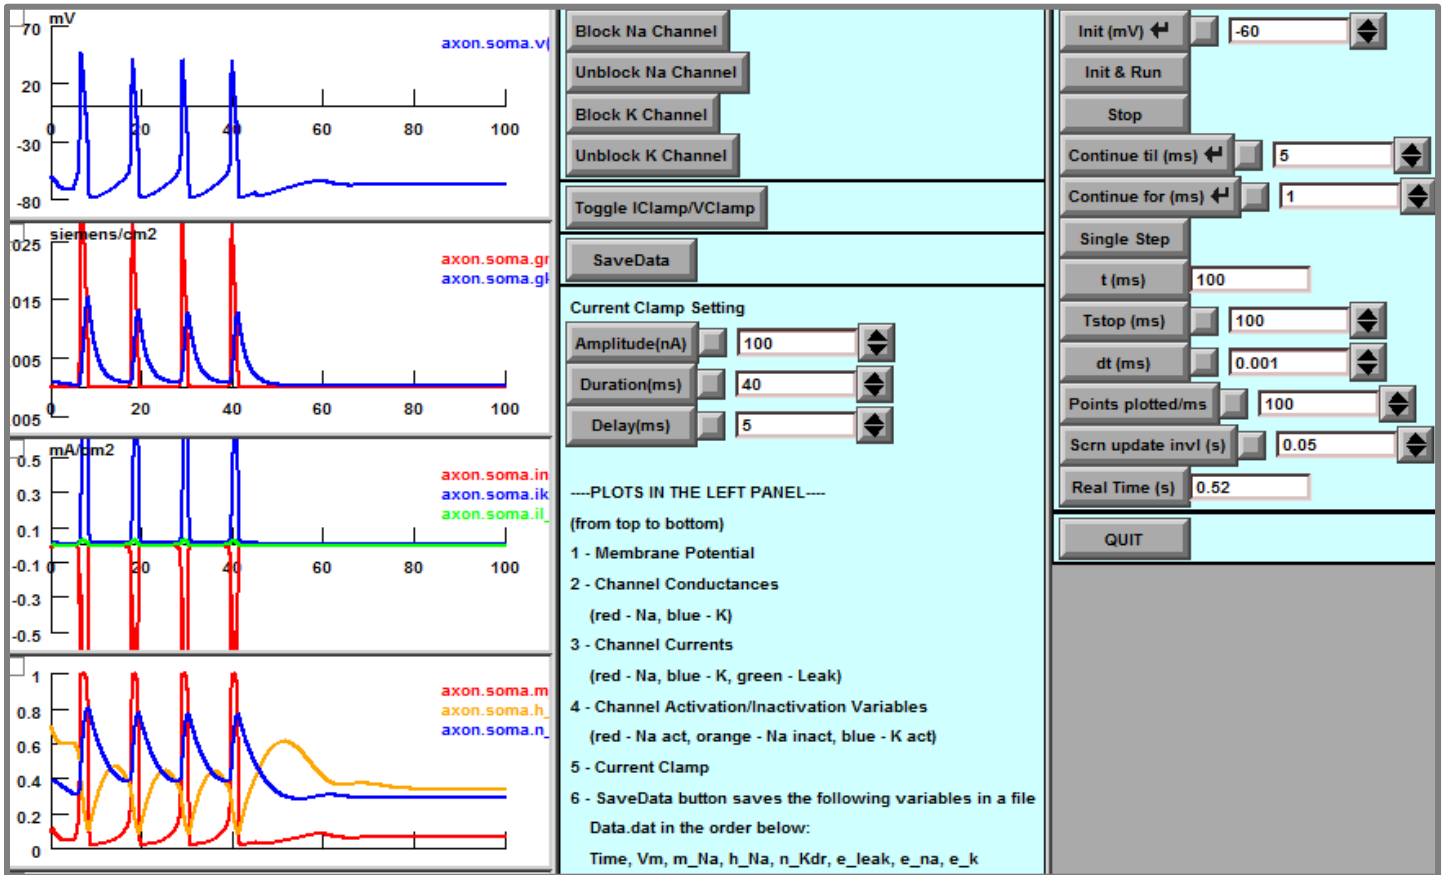 mV
70
20
-30
-80
0
20
40
60
80
100
axon.soma.v(
siemens/cm2
025
015
005
005
0
20
40
60
80
100
axon.soma.gr
axon.soma.gl
mA/cm2
0.5
0.3
0.1
-0.1
-0.3
-0.5
0
20
40
60
80
100
axon.soma.in
axon.soma.ik
axon.soma.il_
1
0.8
0.6
0.4
0.2
0
0
20
40
60
80
100
axon.soma.m
axon.soma.h_
axon.soma.n_
Block Na Channel
Unblock Na Channel
Block K Channel
Unblock K Channel
Toggle IClamp/VClamp
SaveData
Current Clamp Setting
Amplitude(nA) 100
Duration(ms) 40
Delay(ms) 5
----PLOTS IN THE LEFT PANEL----
(from top to bottom)
1 - Membrane Potential
2 - Channel Conductances
(red - Na, blue - K)
3 - Channel Currents
(red - Na, blue - K, green - Leak)
4 - Channel Activation/Inactivation Variables
(red - Na act, orange - Na inact, blue - K act)
5 - Current Clamp
6 - SaveData button saves the following variables in a file
Data.dat in the order below:
Time, Vm, m_Na, h_Na, n_Kdr, e_leak, e_na, e_k
Init (mV) -60
Init & Run
Stop
Continue til (ms) 5
Continue for (ms) 1
Single Step
t (ms) 100
Tstop (ms) 100
dt (ms) 0.001
Points plotted/ms 100
Scrn update invl (s) 0.05
Real Time (s) 0.52
QUIT